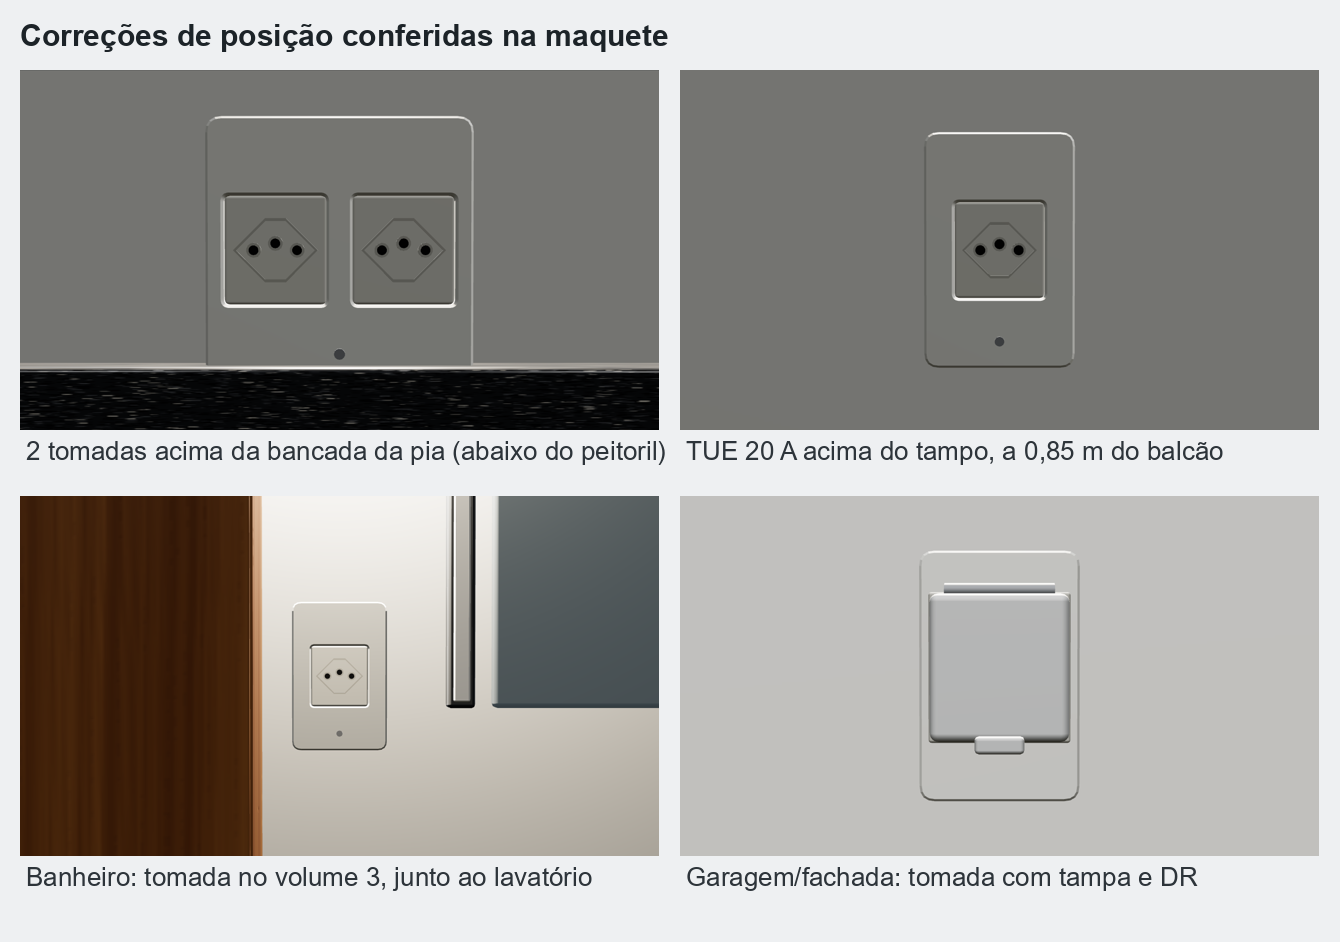 Correções de posição conferidas na maquete
2 tomadas acima da bancada da pia (abaixo do peitoril)
TUE 20 A acima do tampo, a 0,85 m do balcão
Banheiro: tomada no volume 3, junto ao lavatório
Garagem/fachada: tomada com tampa e DR